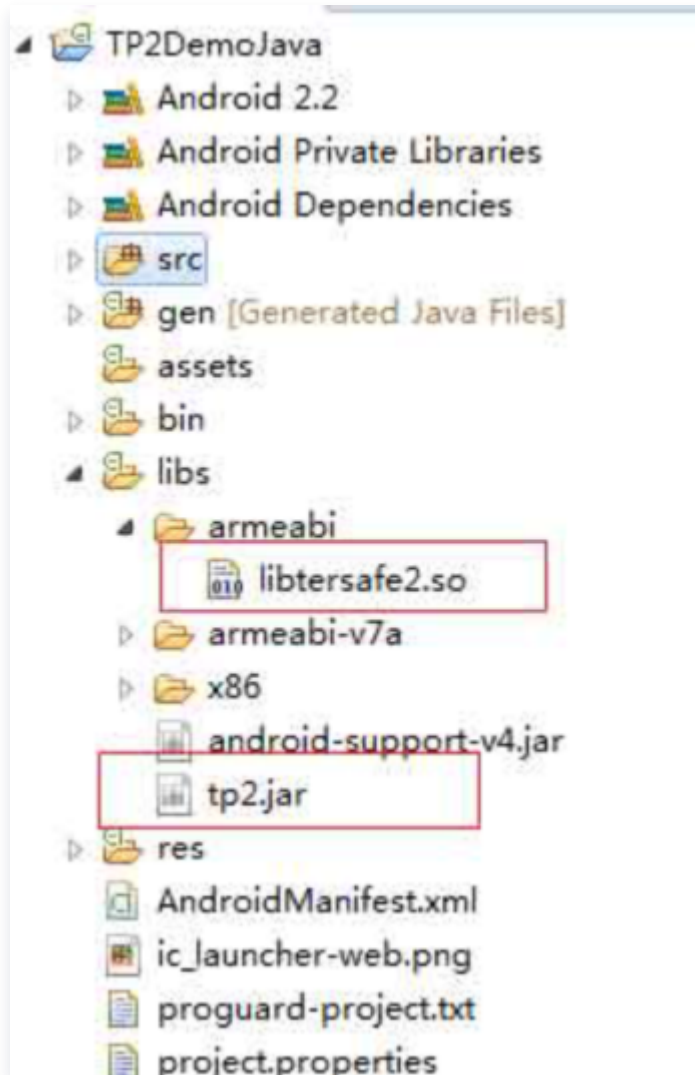 TP2DemoJava
Android 2.2
Android Private Libraries
Android Dependencies
src
gen [Generated Java Files]
assets
bin
libs
armeabi
libtersafe2.so
armeabi-v7a
x86
android-support-v4.jar
tp2.jar
res
AndroidManifest.xml
ic_launcher-web.png
proguard-project.txt
project.properties